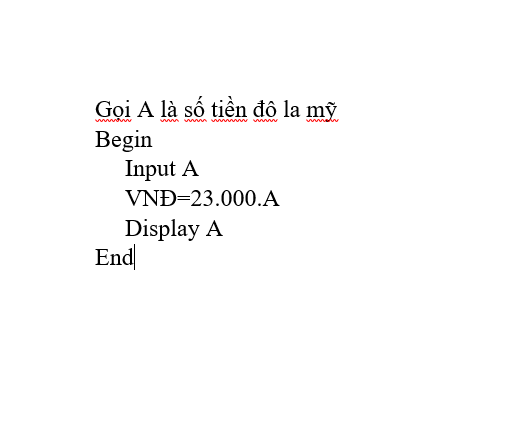 Gọi A là số tiền đô la mỹ
Begin
Input A
VNĐ=23.000.A
Display A
End